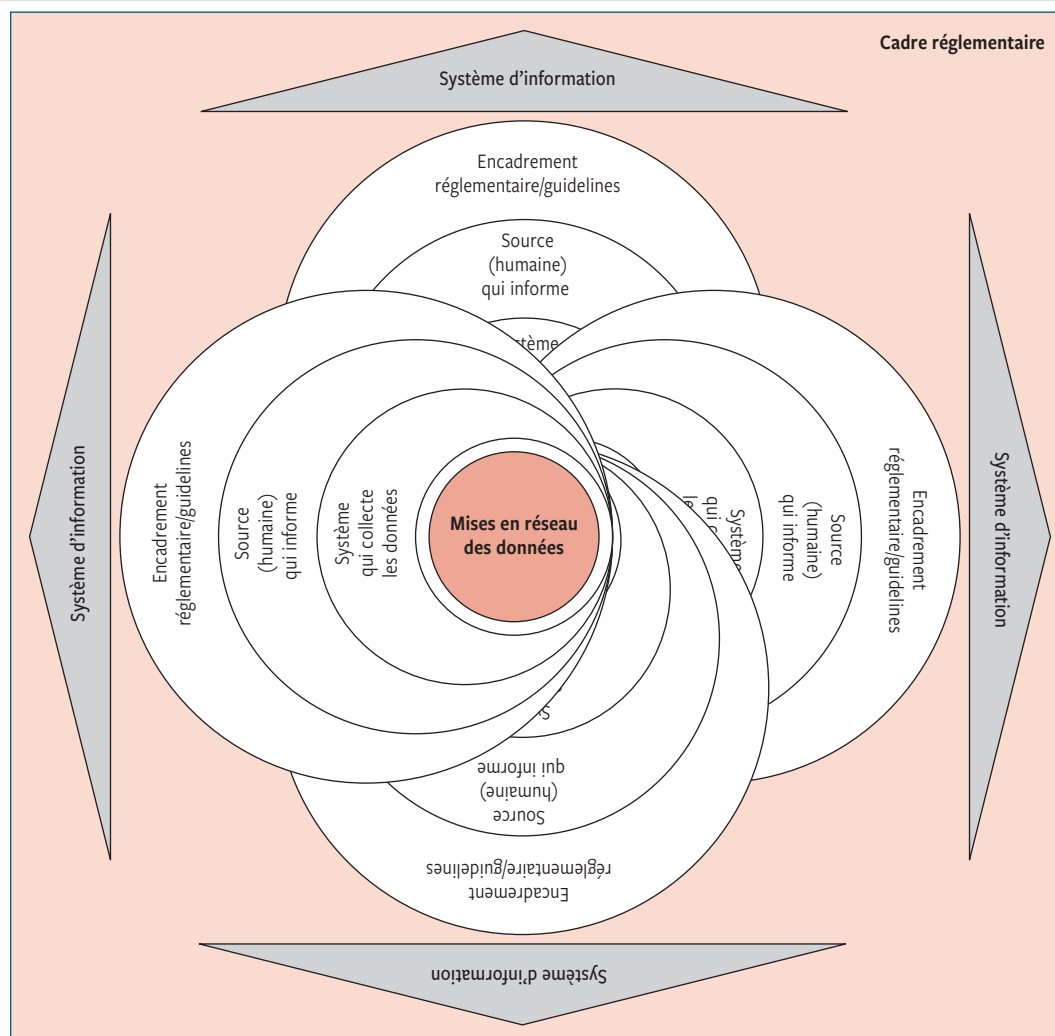 Cadre réglementaire
Système d'information
Encadrement
réglementaire/guidelines
Source
(humaine)
qui informe
Système d'information
Encadrement
réglementaire/guidelines
Source
(humaine)
qui informe
Système
qui collecte
les données
Mises en réseau
des données
Système
qui
Source
(humaine)
qui informe
Encadrement
réglementaire/guidelines
Système d'information
Source
(humaine)
qui informe
Encadrement
réglementaire/guidelines
Système d'information